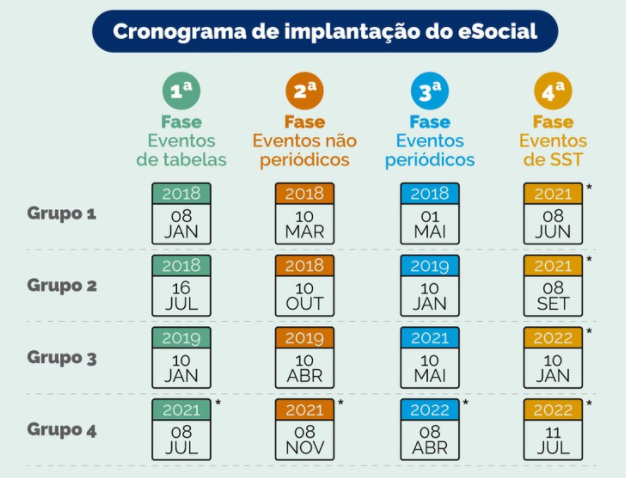 Cronograma de implantação do eSocial
1ª
2ª
3ª
4ª
Fase
Fase
Fase
Fase
Eventos
Eventos não
Eventos
Eventos
de tabelas
periódicos
periódicos
de SST
2018
2018
2018
2021 *
Grupo 1
08
10
01
08
JAN
MAR
MAI
JUN
2018
2018
2019
2021 *
Grupo 2
16
10
10
08
JUL
OUT
JAN
SET
2019
2019
2021
2022 *
Grupo 3
10
10
10
10
JAN
ABR
MAI
JAN
2021 *
2021 *
2022 *
2022 *
Grupo 4
08
08
08
11
JUL
NOV
ABR
JUL